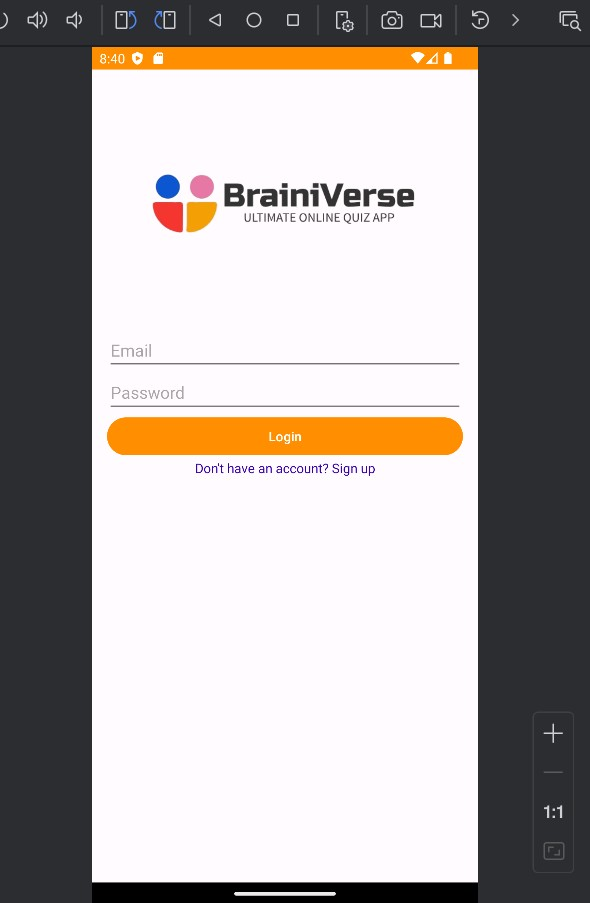 8:40
BrainiVerse
ULTIMATE ONLINE QUIZ APP
Email
Password
Login
Don't have an account? Sign up
1:1